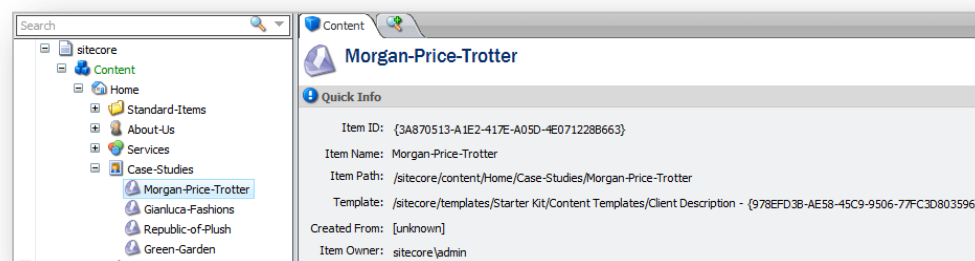 Search
sitecore
Content
Home
Standard-Items
About-Us
Services
Case-Studies
Morgan-Price-Trotter
Gianluca-Fashions
Republic-of-Plush
Green-Garden
Content
Morgan-Price-Trotter
Quick Info
Item ID: {3A870513-A1E2-417E-A05D-4E071228B663}
Item Name: Morgan-Price-Trotter
Item Path: /sitecore/content/Home/Case-Studies/Morgan-Price-Trotter
Template: /sitecore/templates/Starter Kit/Content Templates/Client Description - {978EFD3B-AE58-45C9-9506-77FC3D803596
Created From: [unknown]
Item Owner: sitecore\admin